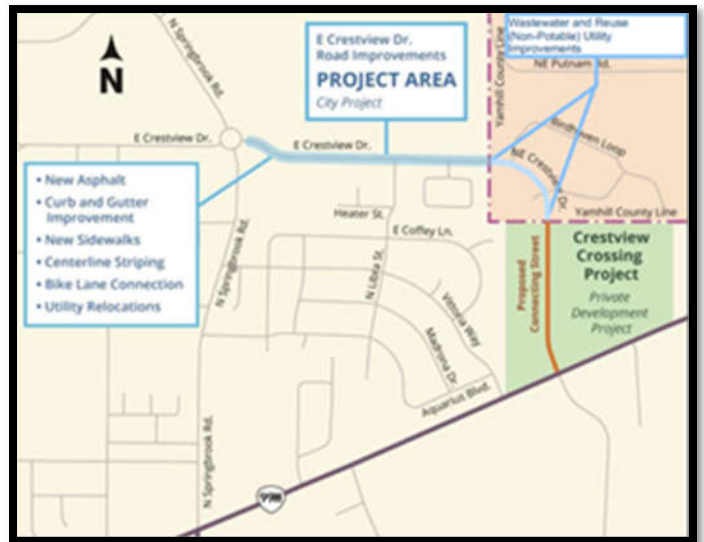 N Springbrook Rd.
E Crestview Dr.
Road Improvements
PROJECT AREA
City Project
Wastewater and Reuse
(Non-Potable) Utility
Improvements
Yamhill County Line
NE Putnam Rd.
N
E Crestview Dr.
E Crestview Dr.
Birdhaven Loop
NE Crestview Dr.
• New Asphalt
• Curb and Gutter
Improvement
• New Sidewalks
• Centerline Striping
• Bike Lane Connection
• Utility Relocations
Heater St.
Yamhill County Line
E Coffey Ln.
N Springbrook Rd.
N Libra St.
Proposed
Connecting Street
Crestview
Crossing
Project
Private
Development
Project
Victoria Way
Madrona Dr.
Aquarius Blvd.
N Springbrook Rd.